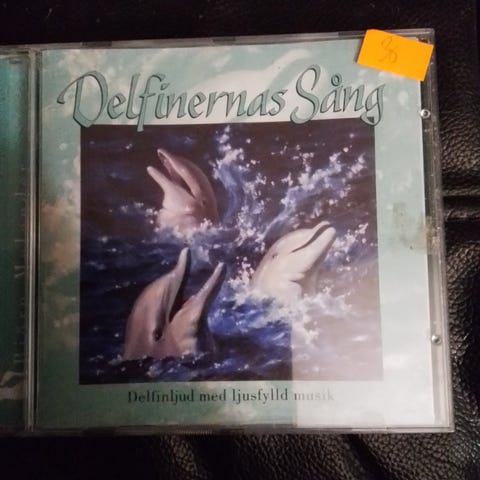 Delfinernas Sång
Delfinljud med ljusfylld musik